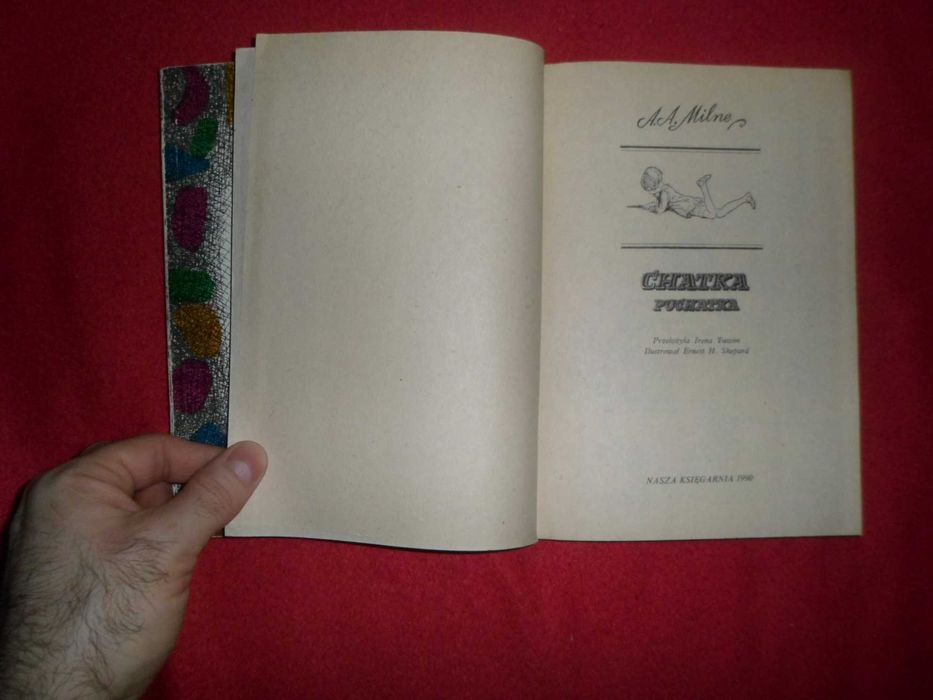 A.A. Milne
CHATKA
PUCHATKA
Przełożyła Irena Tuwim
Ilustrował Ernest H. Shepard
NASZA KSIĘGARNIA 1990